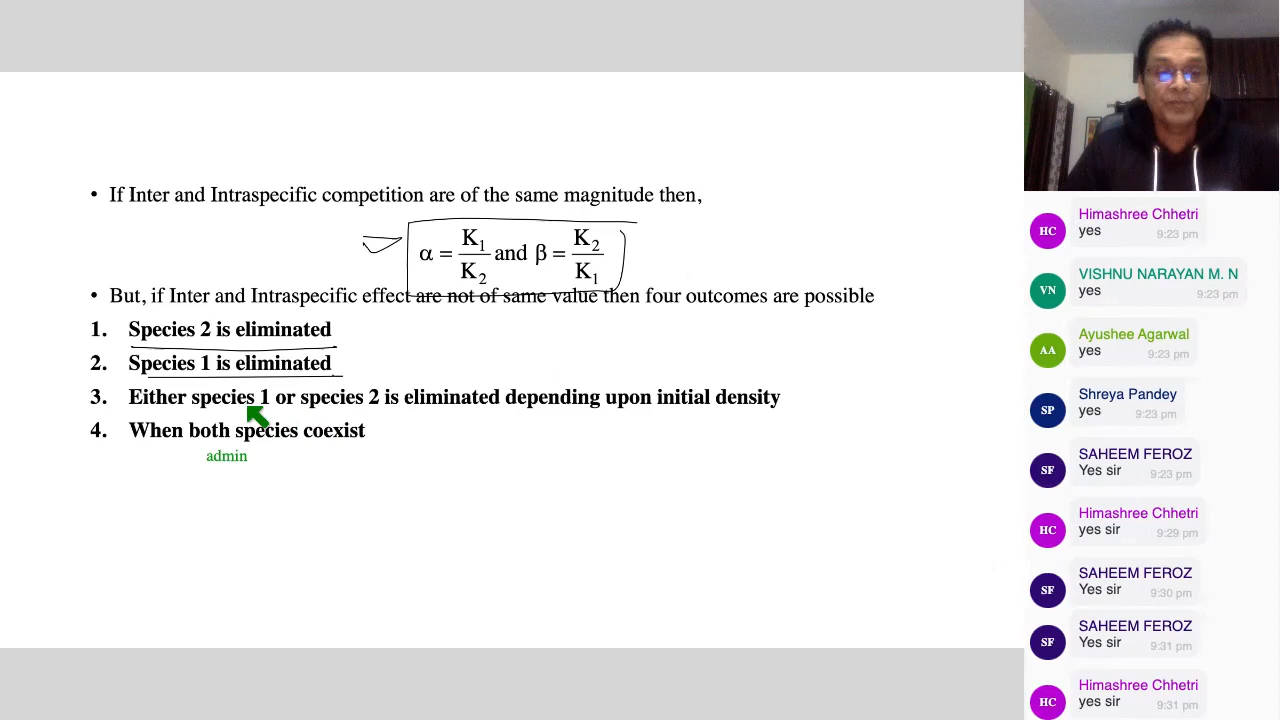 • If Inter and Intraspecific competition are of the same magnitude then,
α = K₁/K₂ and β = K₂/K₁
• But, if Inter and Intraspecific effect are not of same value then four outcomes are possible
1. Species 2 is eliminated
2. Species 1 is eliminated
3. Either species 1 or species 2 is eliminated depending upon initial density
4. When both species coexist
admin
HC
Himashree Chhetri
yes
9:23 pm
VN
VISHNU NARAYAN M. N
yes
9:23 pm
AA
Ayushee Agarwal
yes
9:23 pm
SP
Shreya Pandey
yes
9:23 pm
SF
SAHEEM FEROZ
Yes sir
9:23 pm
HC
Himashree Chhetri
yes sir
9:29 pm
SF
SAHEEM FEROZ
Yes sir
9:30 pm
SF
SAHEEM FEROZ
Yes sir
9:31 pm
HC
Himashree Chhetri
yes sir
9:31 pm